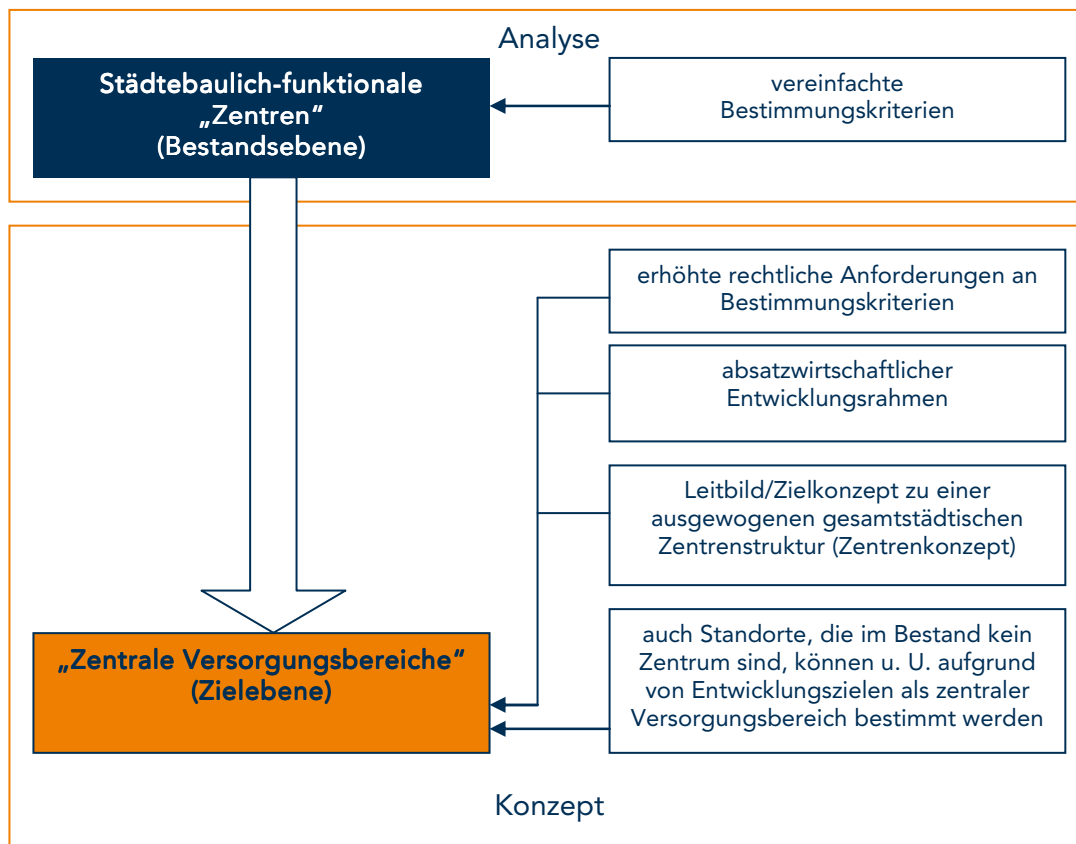 Analyse
Städtebaulich-funktionale
„Zentren“
(Bestandsebene)
vereinfachte
Bestimmungskriterien
erhöhte rechtliche Anforderungen an
Bestimmungskriterien
absatzwirtschaftlicher
Entwicklungsrahmen
Leitbild/Zielkonzept zu einer
ausgewogenen gesamtstädtischen
Zentrenstruktur (Zentrenkonzept)
„Zentrale Versorgungsbereiche“
(Zielebene)
auch Standorte, die im Bestand kein
Zentrum sind, können u. U. aufgrund
von Entwicklungszielen als zentraler
Versorgungsbereich bestimmt werden
Konzept